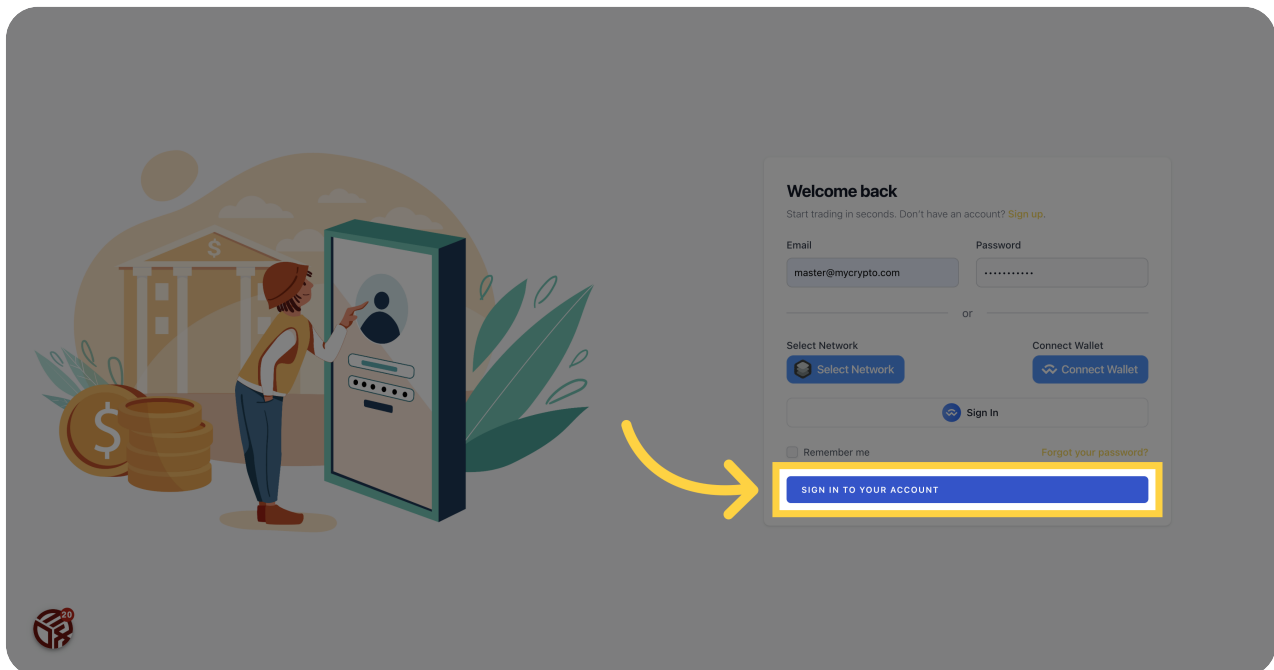 Welcome back
Start trading in seconds. Don't have an account? Sign up.
Email
Password
master@mycrypto.com
•••••••••••
or
Select Network
Connect Wallet
Select Network
Connect Wallet
Sign In
Remember me
Forgot your password?
SIGN IN TO YOUR ACCOUNT
$
$
20